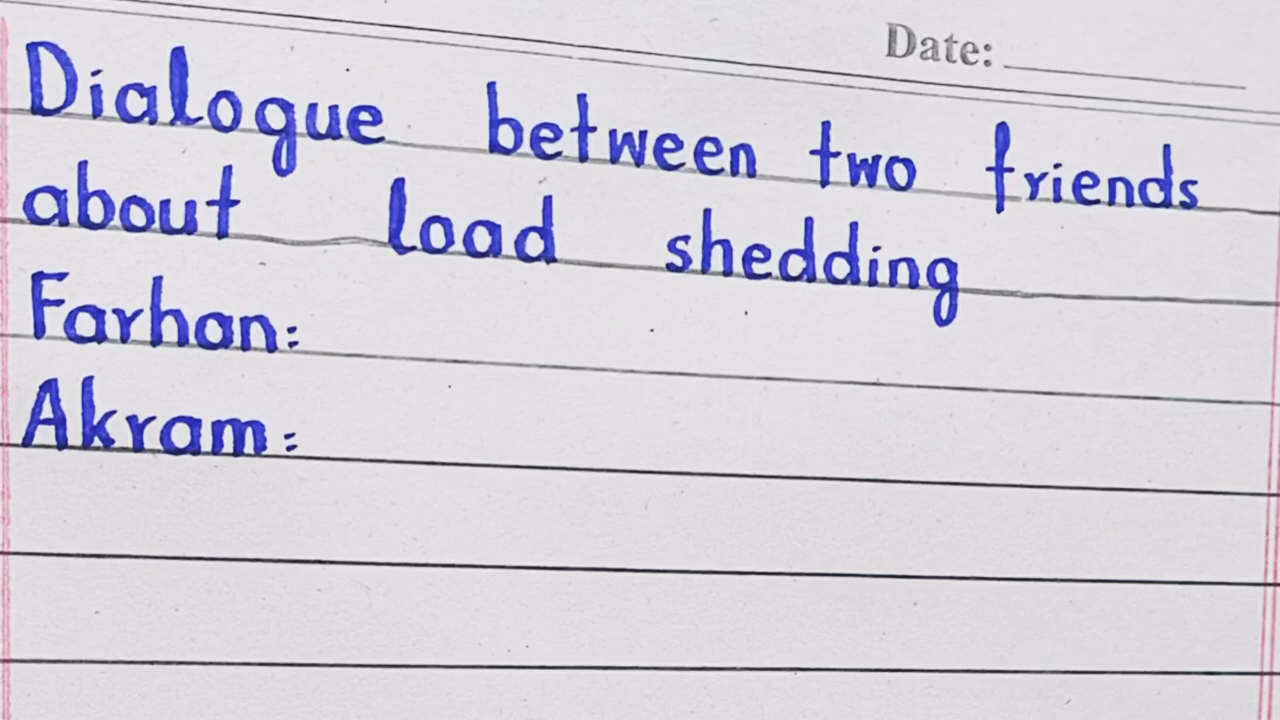 Date:
Dialogue between two friends
about load shedding
Farhan:
Akram: